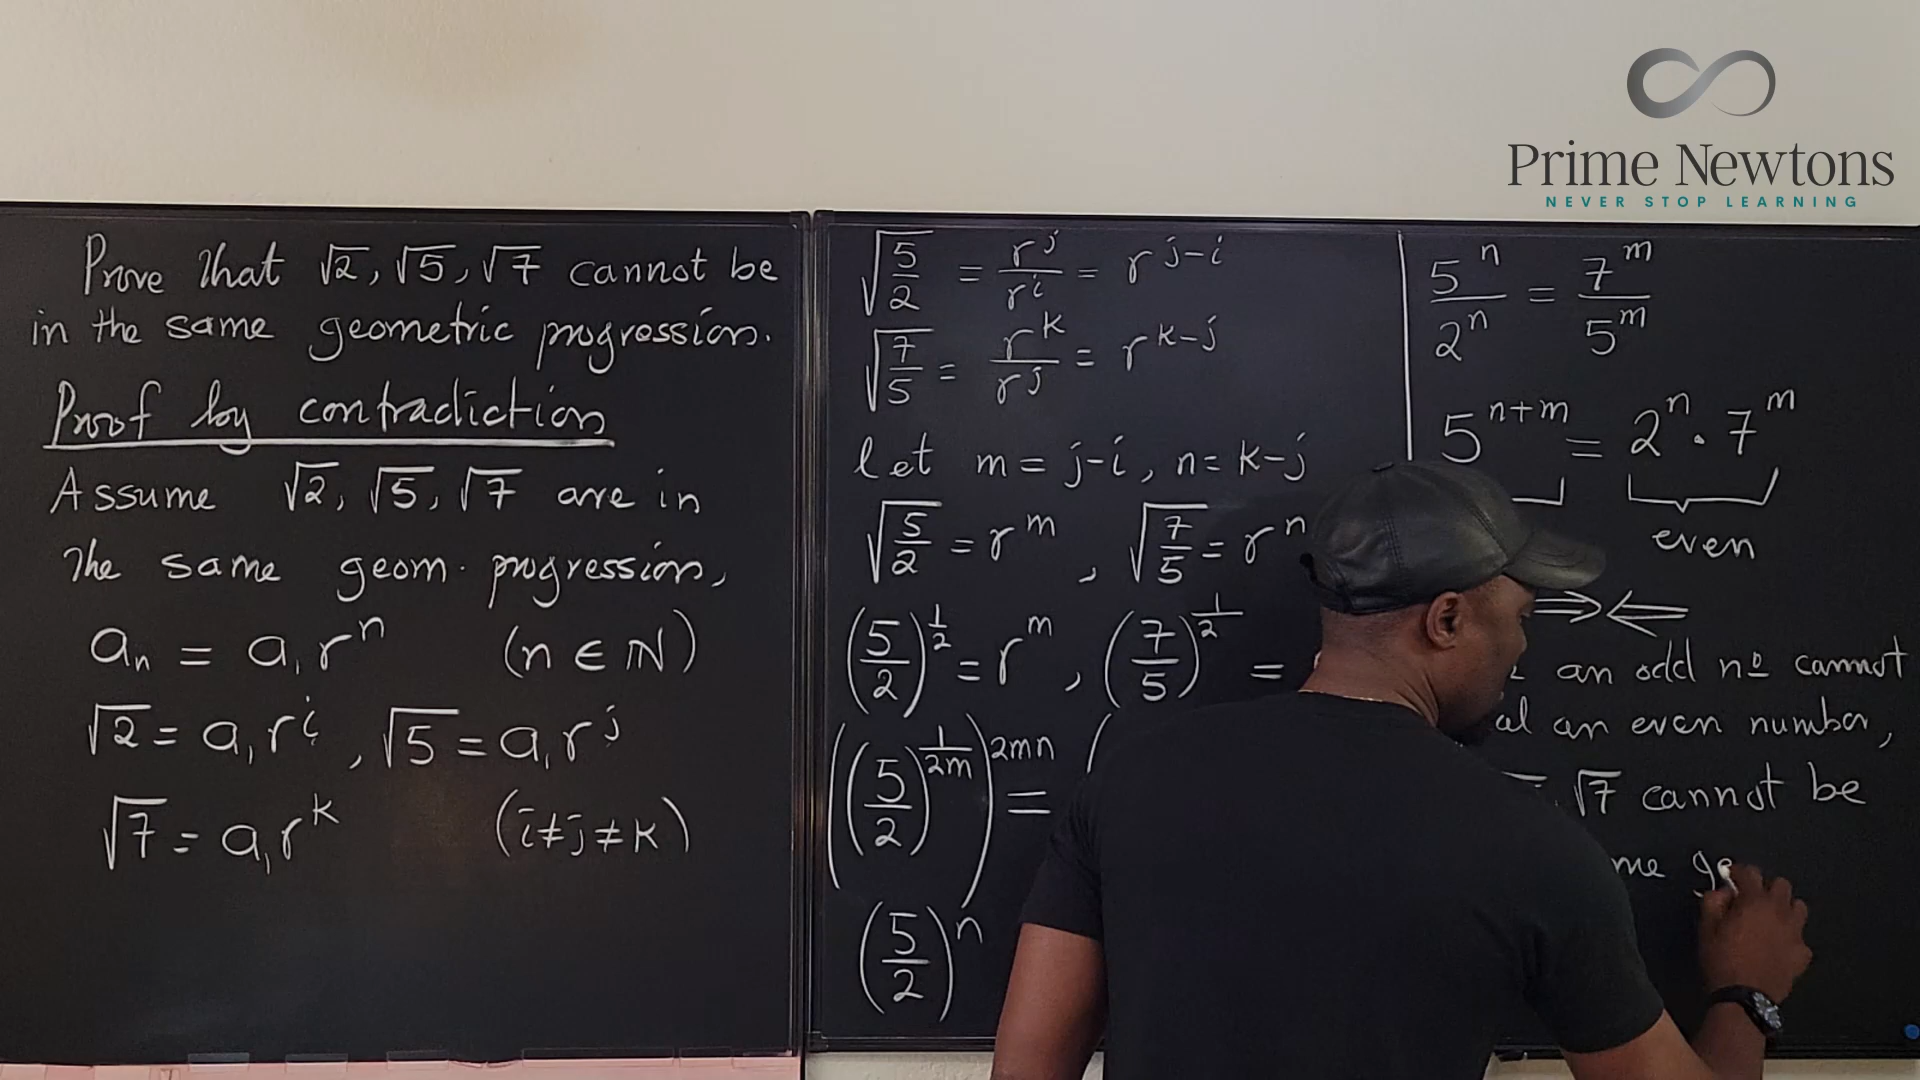 Prime Newtons
NEVER STOP LEARNING
Prove that √2, √5, √7 cannot be
in the same geometric progression.
Proof by contradiction
Assume √2, √5, √7 are in
the same geom. progression,
aₙ = a₁rⁿ (n ∈ ℕ)
√2 = a₁rⁱ, √5 = a₁rʲ
√7 = a₁rᵏ (i≠j≠k)
√(5/2) = rʲ/rⁱ = rʲ⁻ⁱ
√(7/5) = rᵏ/rʲ = rᵏ⁻ʲ
let m = j-i, n = k-j
√(5/2) = rᵐ, √(7/5) = rⁿ
(5/2)^(1/2) = rᵐ, (7/5)^(1/2) =
((5/2)^(1/2m))^(2mn) = (
(5/2)ⁿ
5ⁿ/2ⁿ = 7ᵐ/5ᵐ
5ⁿ⁺ᵐ = 2ⁿ · 7ᵐ
even
⇒⇐
an odd nº cannot
an even number,
√7 cannot be